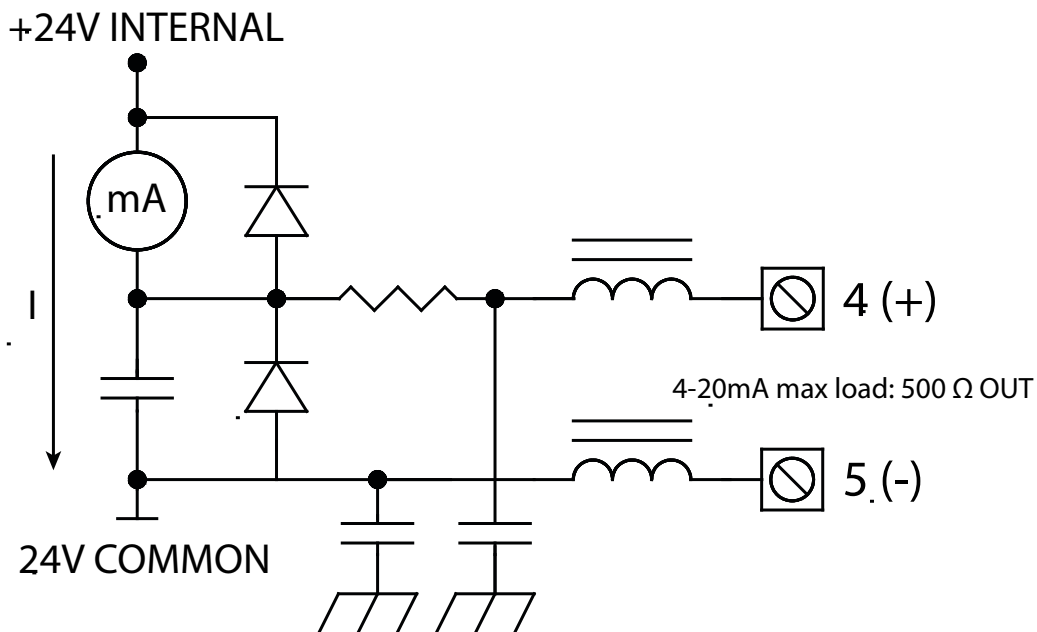 +24V INTERNAL
mA
I
4 (+)
4-20mA max load: 500 Ω OUT
5 (-)
24V COMMON